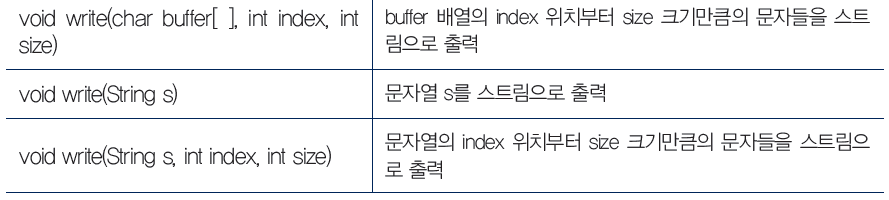 void write(char buffer[ ], int index, int
size)
buffer 배열의 index 위치부터 size 크기만큼의 문자들을 스트
림으로 출력
void write(String s)
문자열 s를 스트림으로 출력
void write(String s, int index, int size)
문자열의 index 위치부터 size 크기만큼의 문자들을 스트림으
로 출력